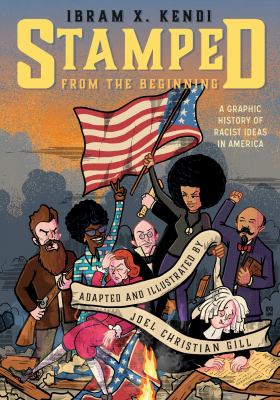 IBRAM X. KENDI
STAMPED
FROM THE BEGINNING
A GRAPHIC
HISTORY OF
RACIST IDEAS
IN AMERICA
ADAPTED AND ILLUSTRATED BY
JOEL CHRISTIAN GILL